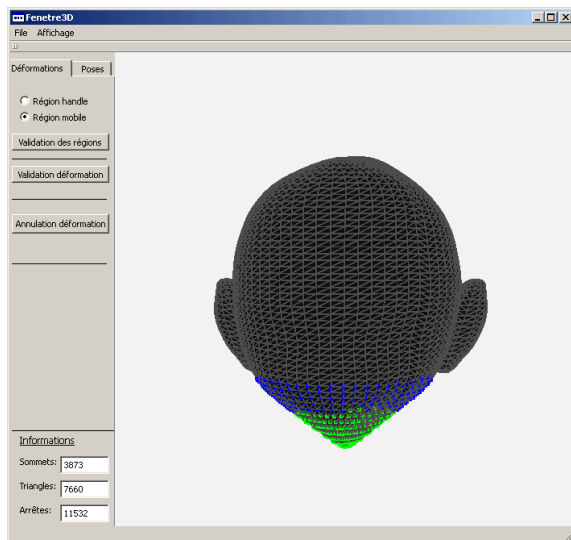 Fenetre3D
File Affichage
Déformations Poses
Région handle
Région mobile
Validation des régions
Validation déformation
Annulation déformation
Informations
Sommets: 3873
Triangles: 7660
Arrêtes: 11532